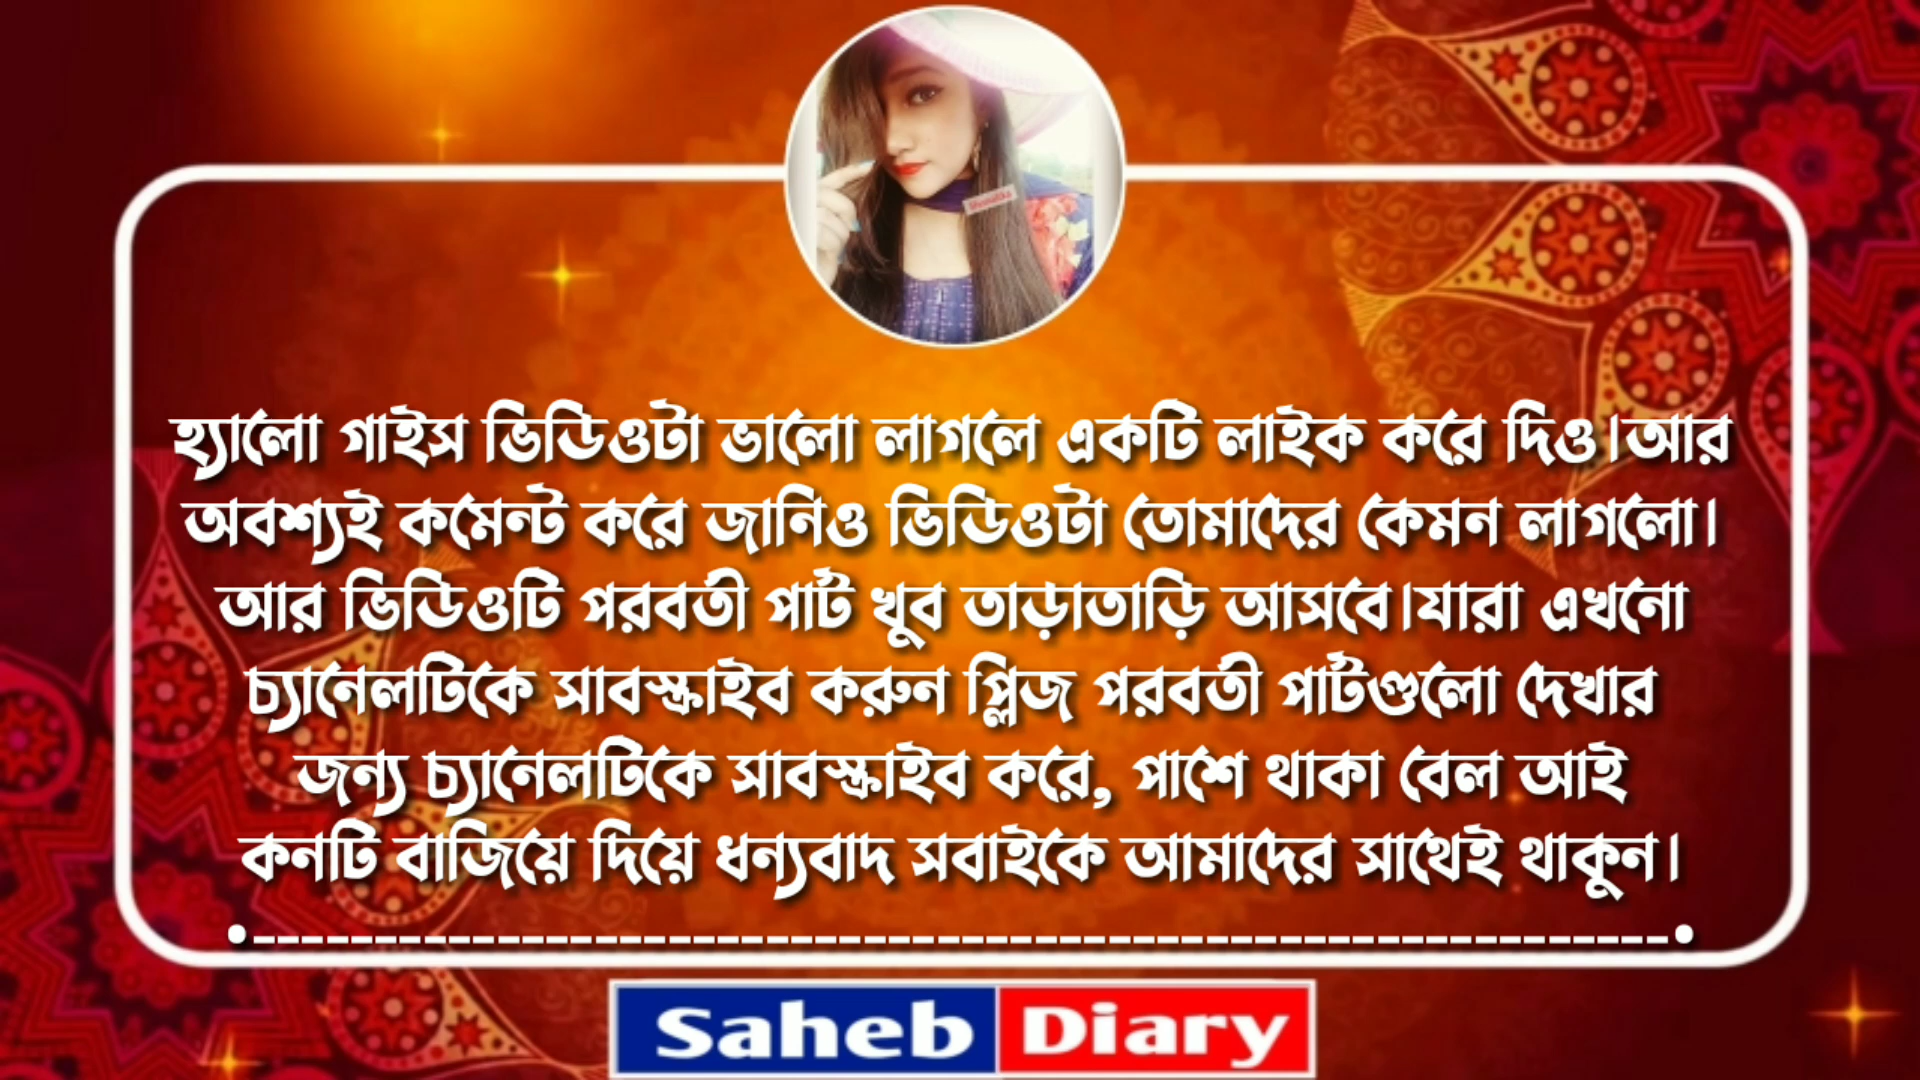 হ্যালো গাইস ভিডিওটা ভালো লাগলে একটি লাইক করে দিও।আর
অবশ্যই কমেন্ট করে জানিও ভিডিওটা তোমাদের কেমন লাগলো।
আর ভিডিওটি পরবর্তী পার্ট খুব তাড়াতাড়ি আসবে।যারা এখনো
চ্যানেলটিকে সাবস্ক্রাইব করুন প্লিজ পরবর্তী পার্টগুলো দেখার
জন্য চ্যানেলটিকে সাবস্ক্রাইব করে, পাশে থাকা বেল আই
কনটি বাজিয়ে দিয়ে ধন্যবাদ সবাইকে আমাদের সাথেই থাকুন।
Saheb Diary